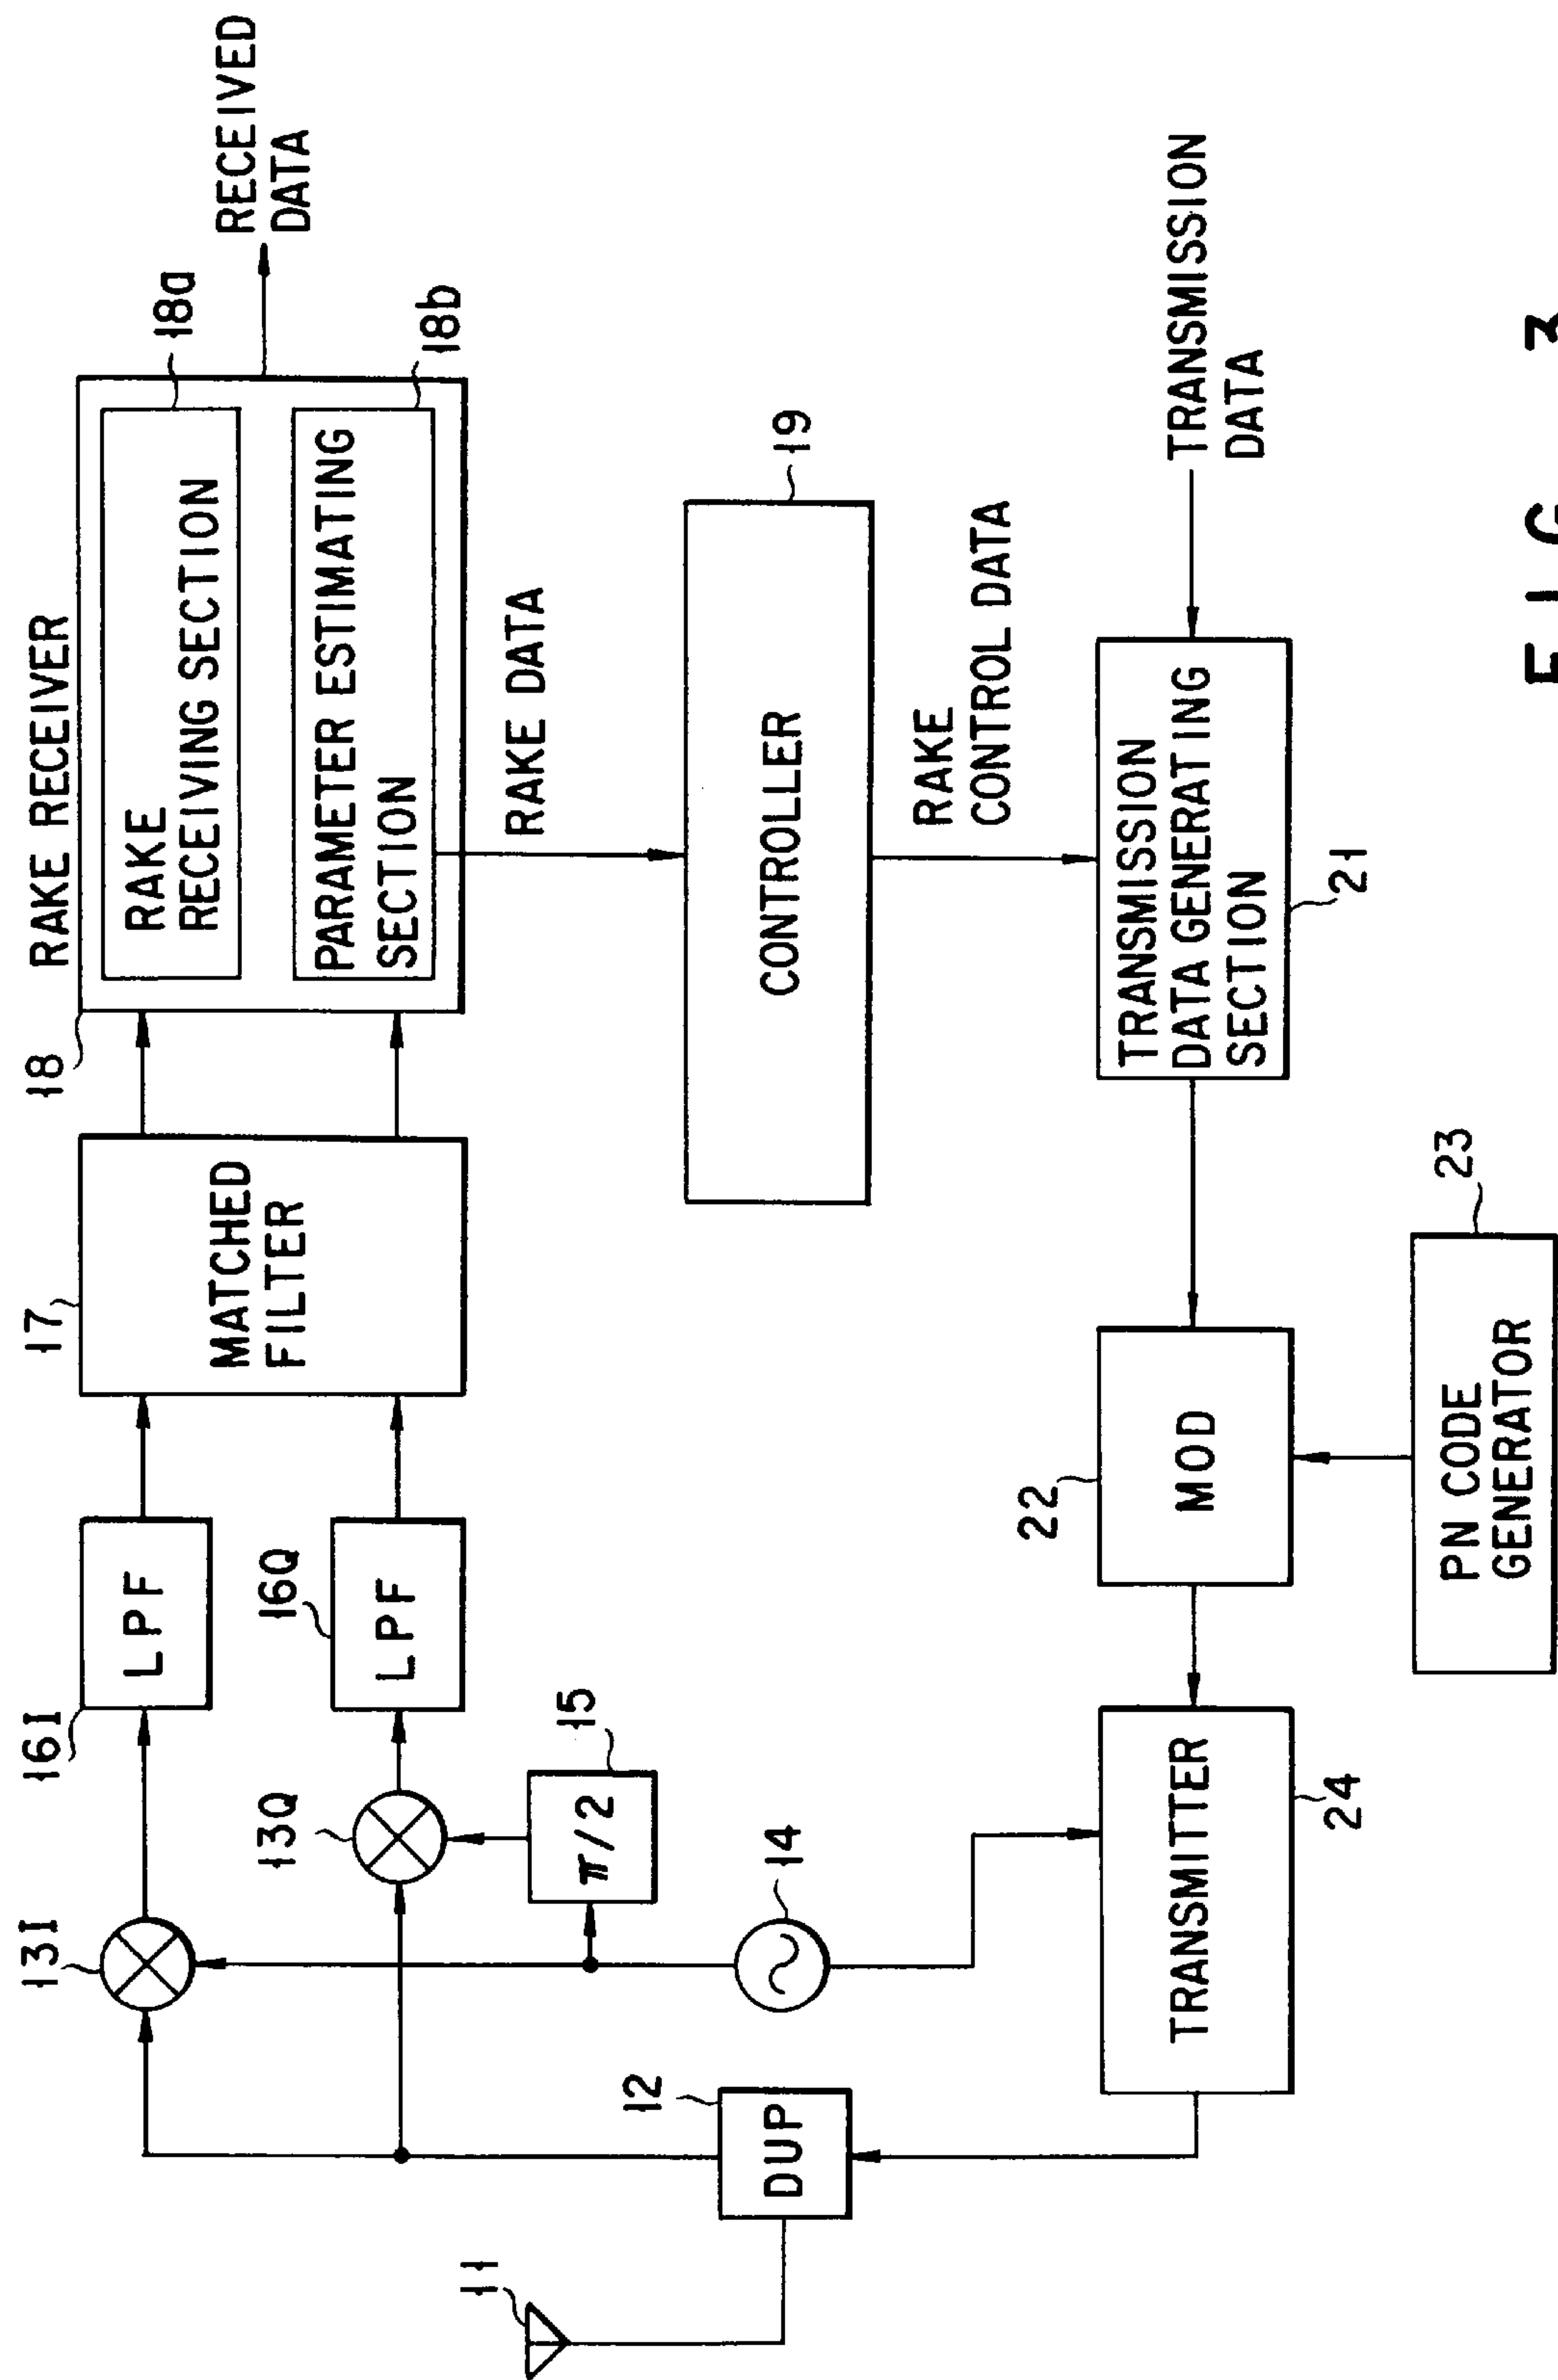 RAKE RECEIVER
18
18a
RAKE
RECEIVING SECTION
18b
PARAMETER ESTIMATING
SECTION
RECEIVED
DATA
17
MATCHED
FILTER
16I
LPF
16Q
LPF
13I
13Q
15
π/2
14
12
DUP
11
RAKE DATA
19
CONTROLLER
RAKE
CONTROL DATA
TRANSMISSION
DATA
TRANSMISSION
DATA GENERATING
SECTION
21
22
MOD
23
PN CODE
GENERATOR
TRANSMITTER
24
FIG. 3